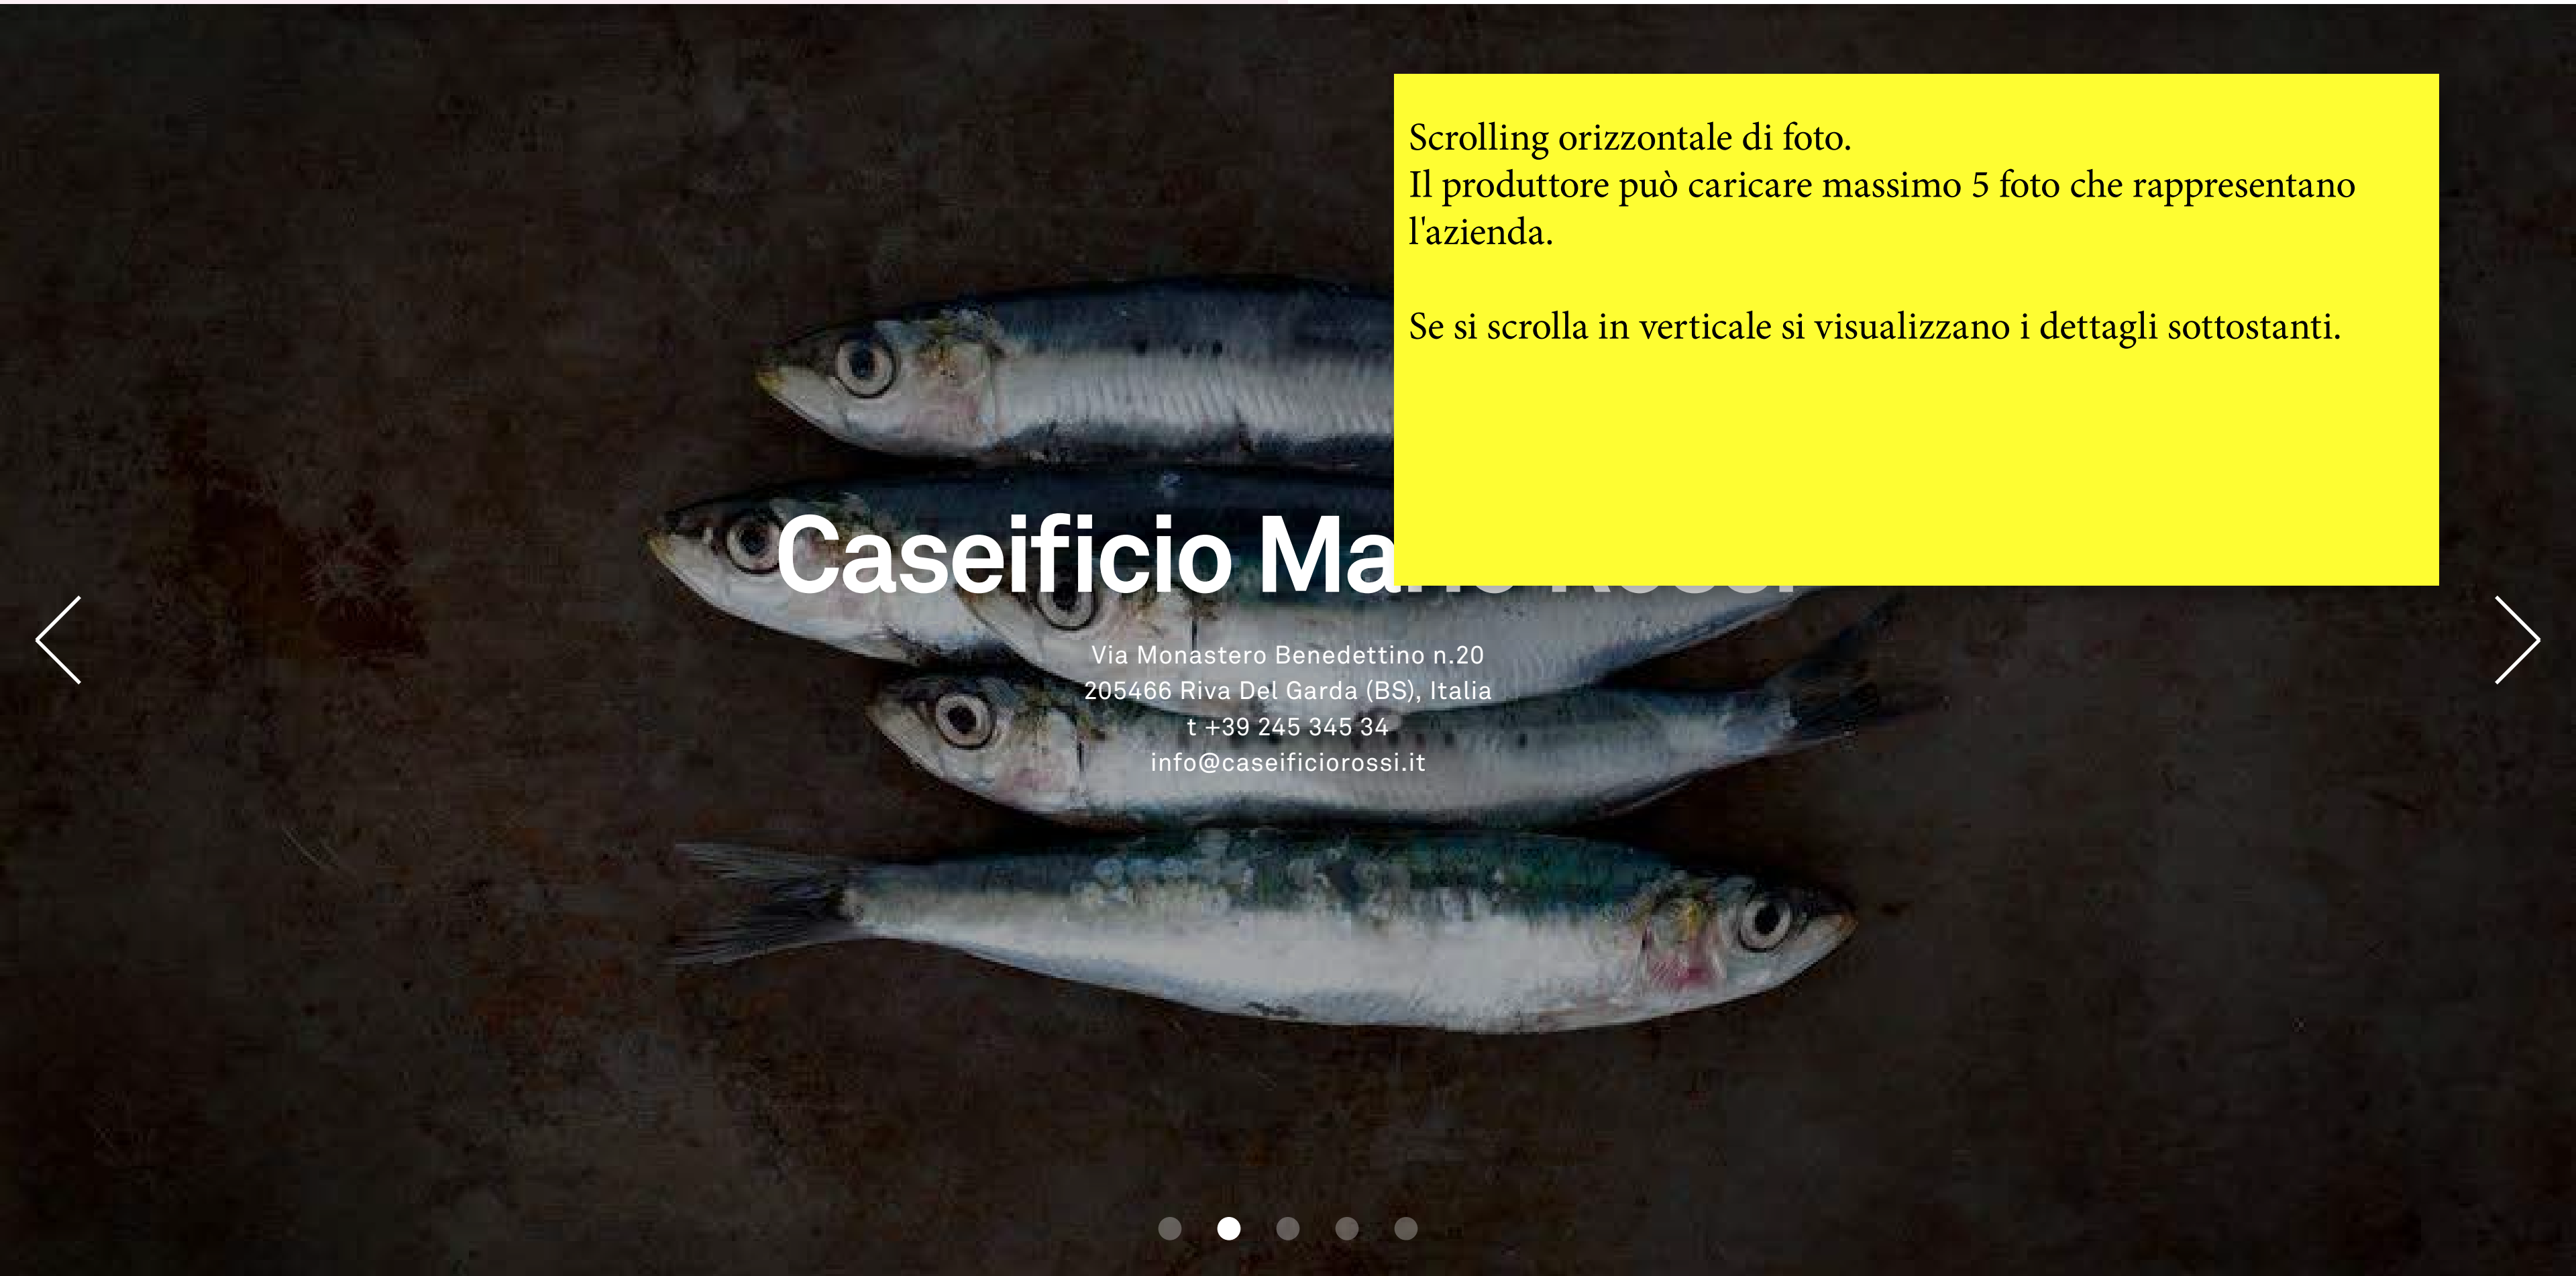 Scrolling orizzontale di foto.
Il produttore può caricare massimo 5 foto che rappresentano
l'azienda.
Se si scrolla in verticale si visualizzano i dettagli sottostanti.
Caseificio
Via Monastero Benedettino n.20
205466 Riva Del Garda (BS), Italia
t +39 245 345 34
info@caseificiorossi.it